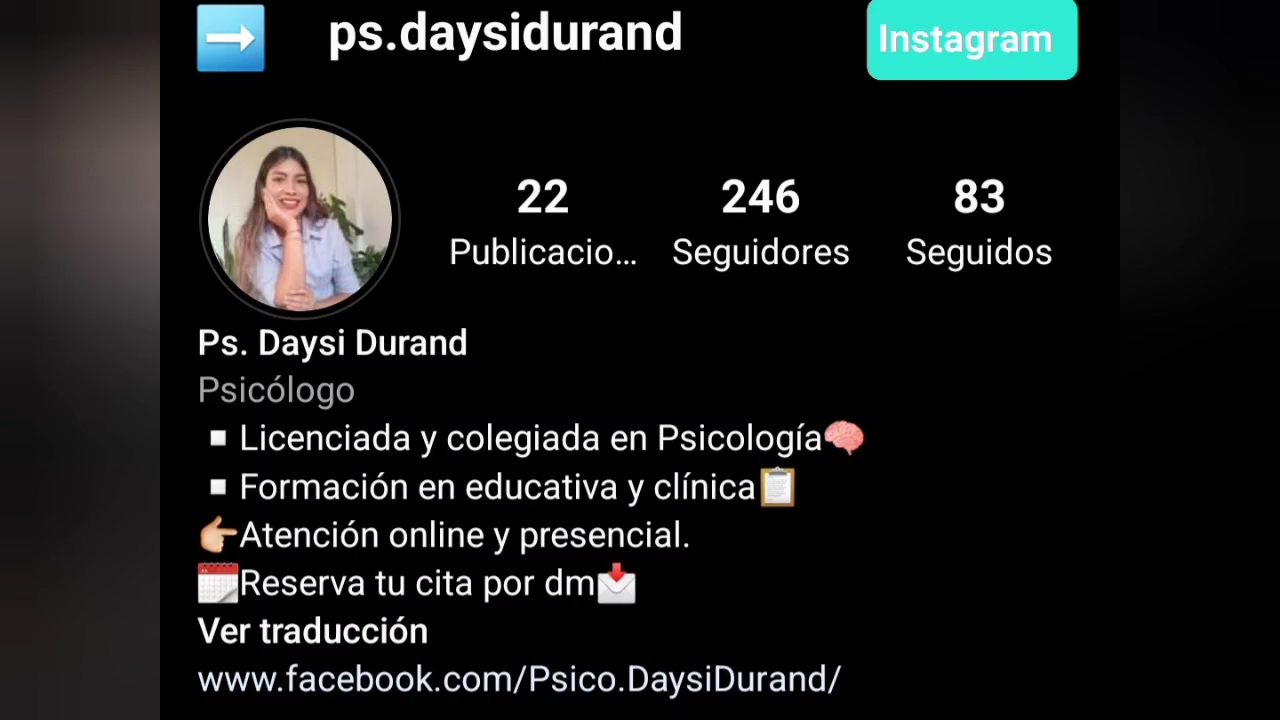 ps.daysidurand
Instagram
22
246
83
Publicacio...
Seguidores
Seguidos
Ps. Daysi Durand
Psicólogo
▫️Licenciada y colegiada en Psicología🧠
▫️Formación en educativa y clínica📋
👉Atención online y presencial.
📅Reserva tu cita por dm📩
Ver traducción
www.facebook.com/Psico.DaysiDurand/